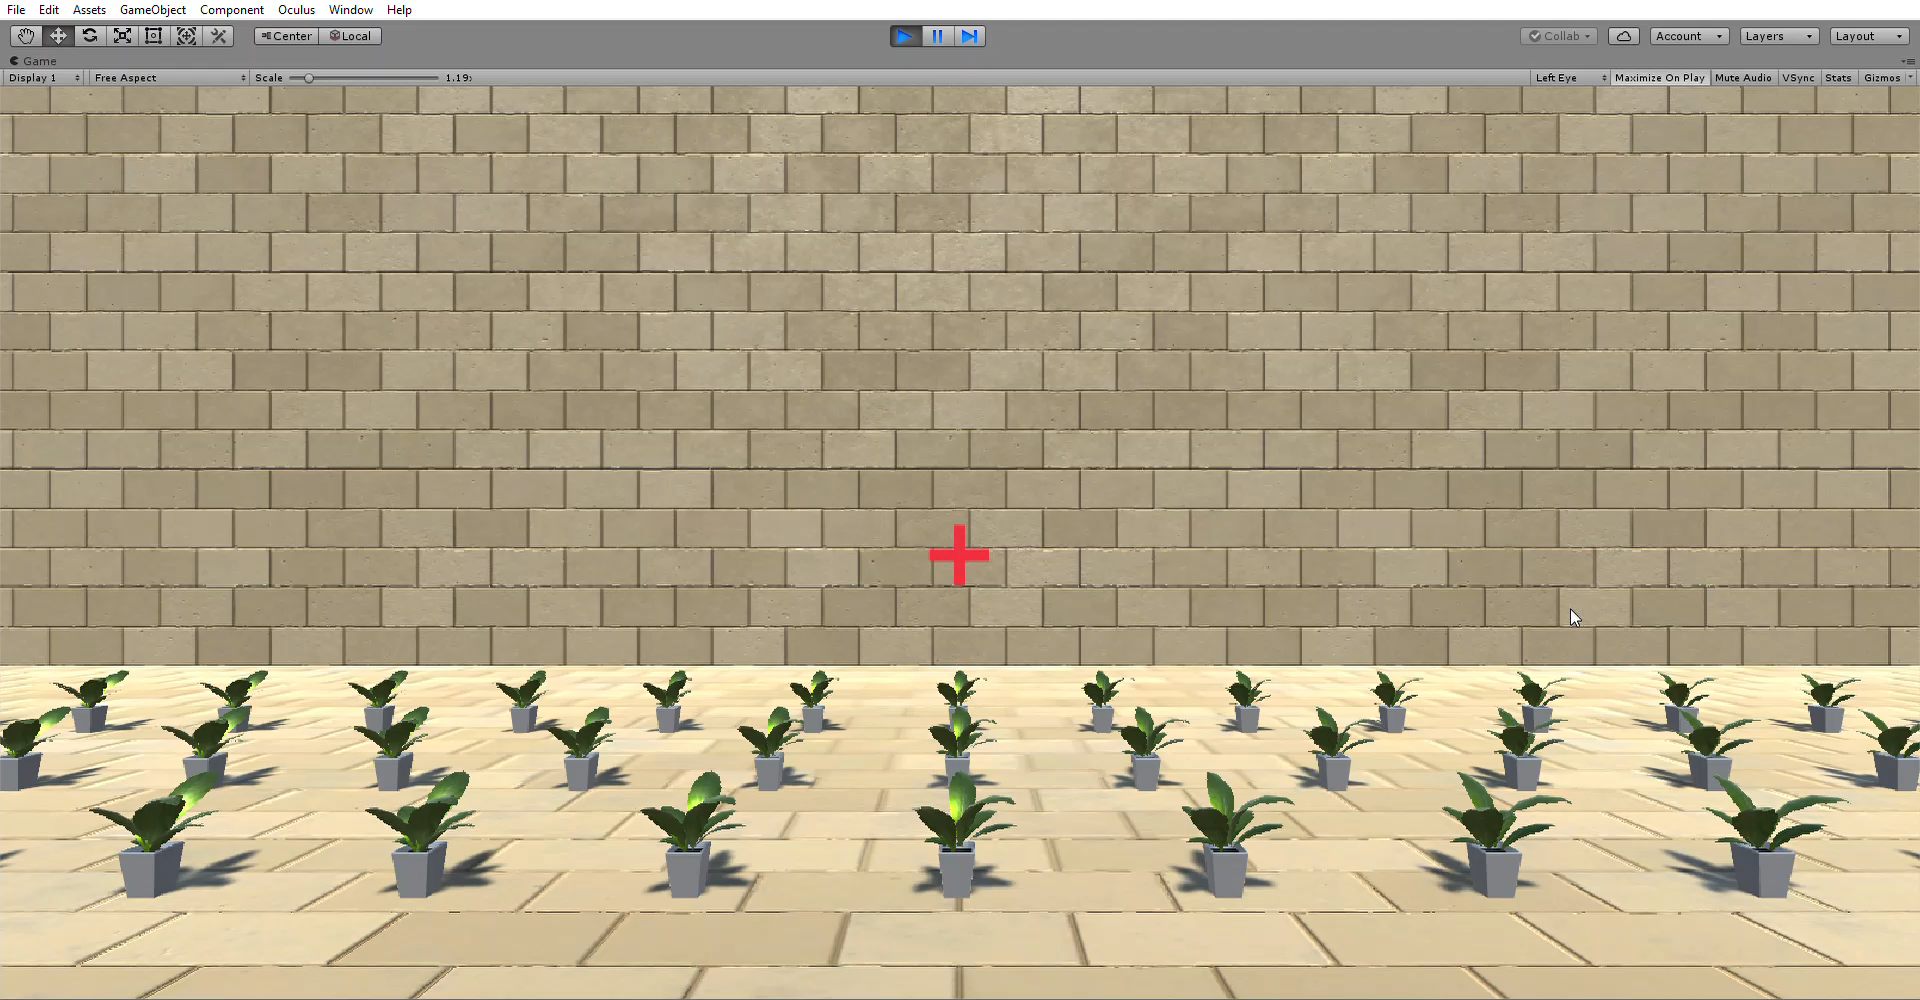 File Edit Assets GameObject Component Oculus Window Help
Center Local Collab Account Layers Layout
Game
Display 1 Free Aspect Scale 1.19: Left Eye Maximize On Play Mute Audio VSync Stats Gizmos